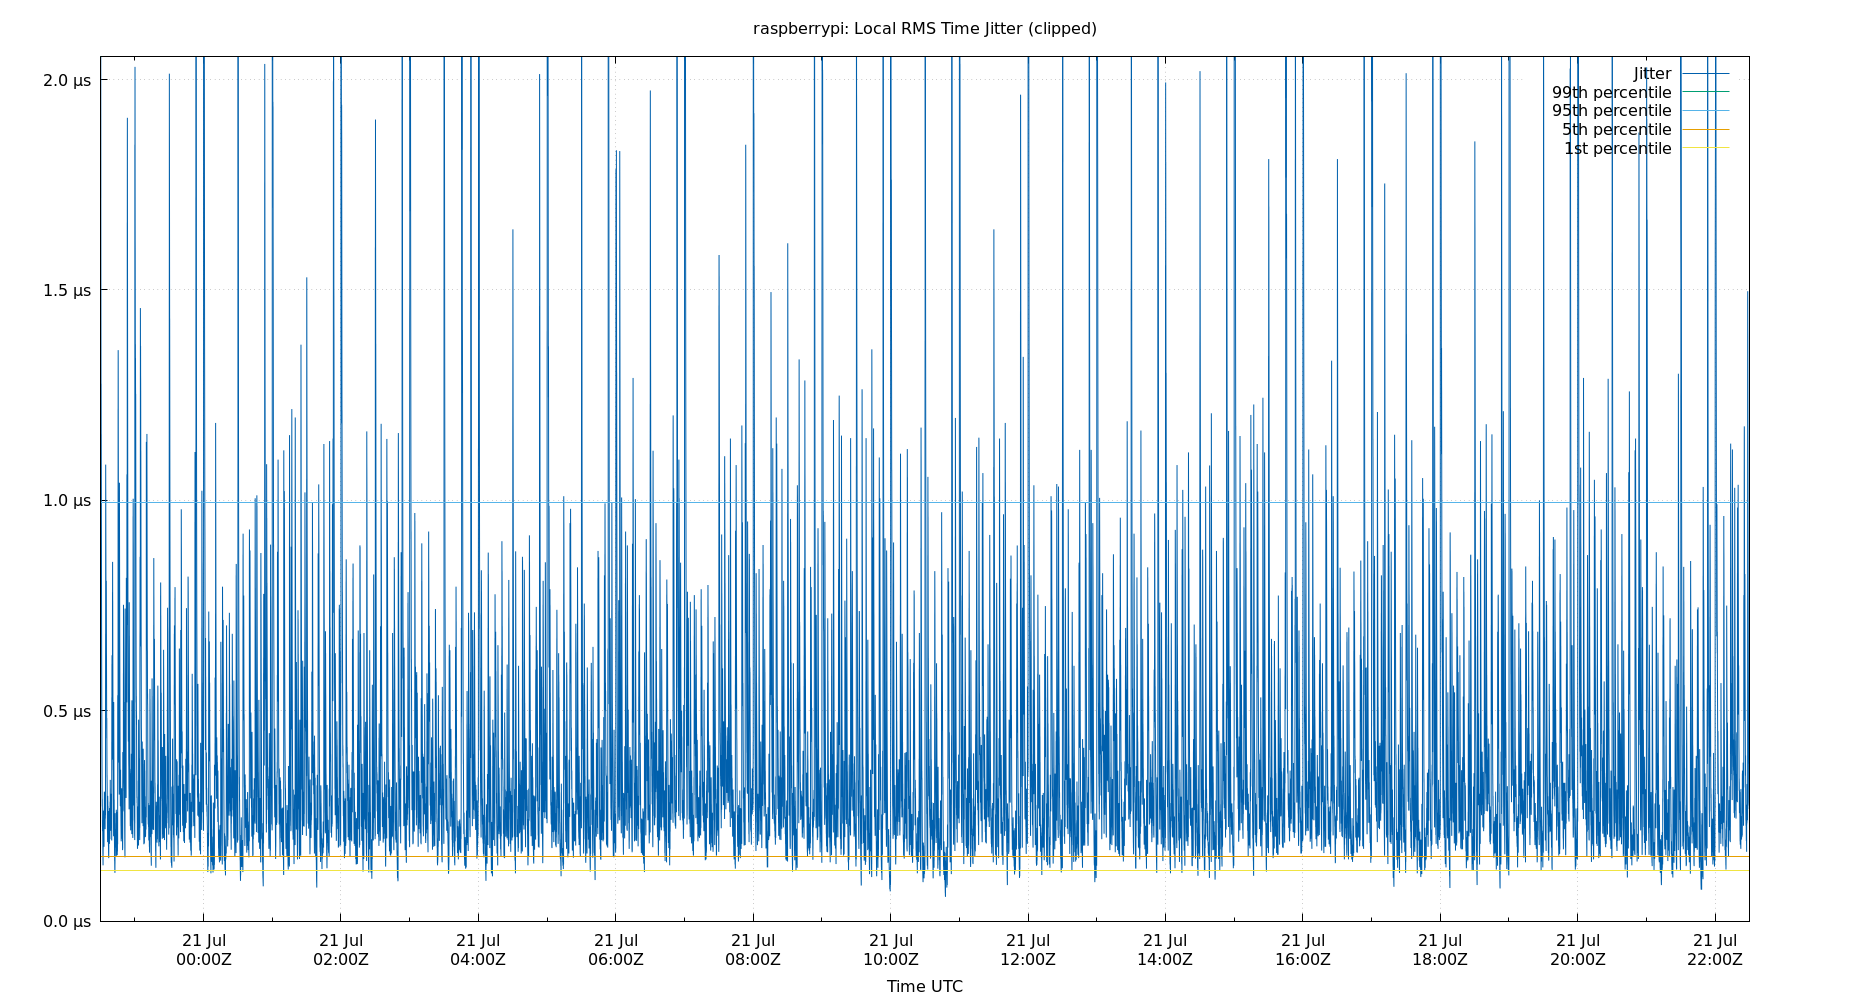 raspberrypi: Local RMS Time Jitter (clipped)
2.0 µs
1.5 µs
1.0 µs
0.5 µs
0.0 µs
Jitter
99th percentile
95th percentile
5th percentile
1st percentile
21 Jul 21 Jul 21 Jul 21 Jul 21 Jul 21 Jul 21 Jul 21 Jul 21 Jul 21 Jul 21 Jul 21 Jul
00:00Z 02:00Z 04:00Z 06:00Z 08:00Z 10:00Z 12:00Z 14:00Z 16:00Z 18:00Z 20:00Z 22:00Z
Time UTC